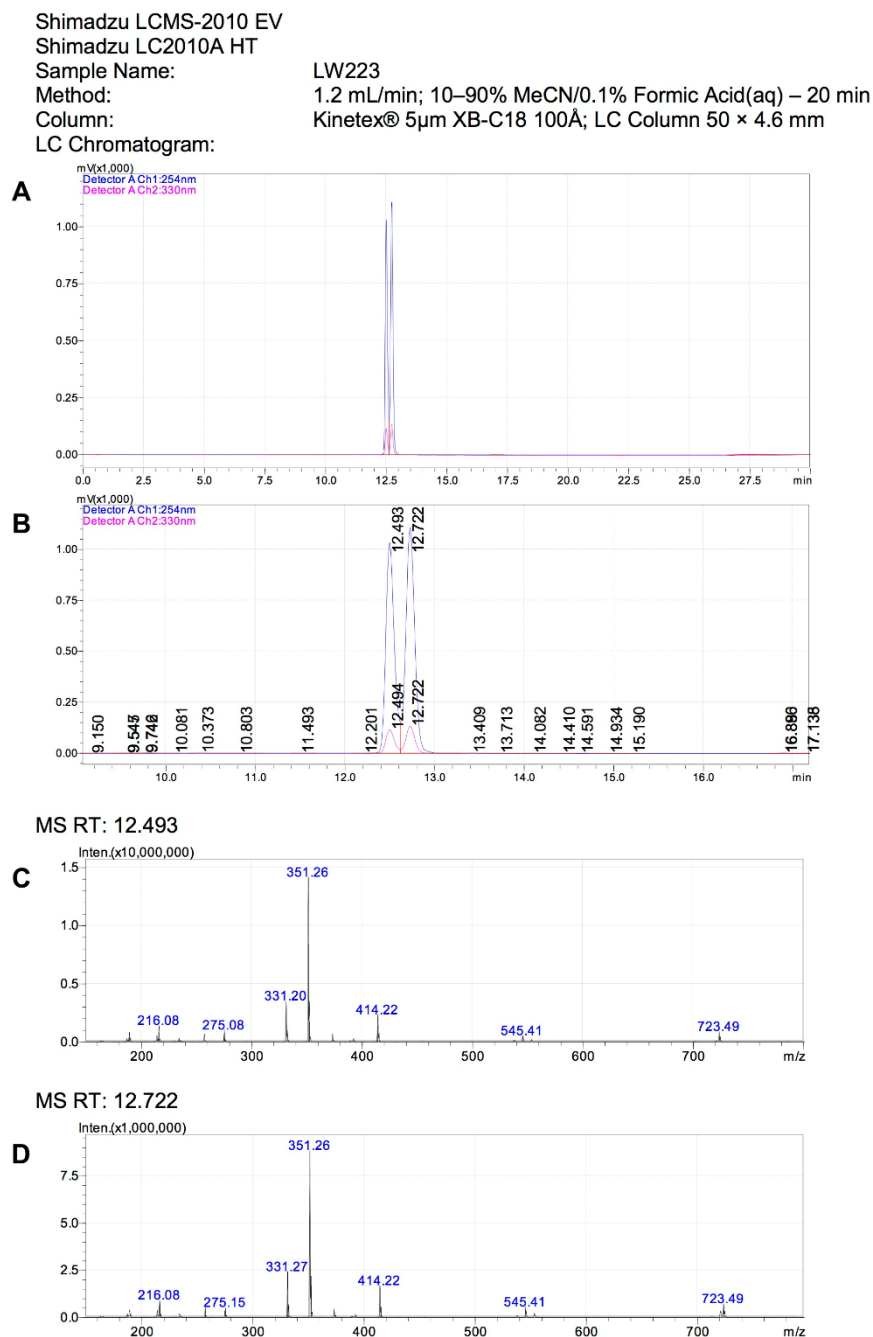 Shimadzu LCMS-2010 EV
Shimadzu LC2010A HT
Sample Name: LW223
Method: 1.2 mL/min; 10–90% MeCN/0.1% Formic Acid(aq) – 20 min
Column: Kinetex® 5µm XB-C18 100Å; LC Column 50 × 4.6 mm
LC Chromatogram:
A
mV(x1,000)
Detector A Ch1:254nm
Detector A Ch2:330nm
1.00
0.75
0.50
0.25
0.00
0.0 2.5 5.0 7.5 10.0 12.5 15.0 17.5 20.0 22.5 25.0 27.5 min
B
mV(x1,000)
Detector A Ch1:254nm
Detector A Ch2:330nm
12.493 12.722
1.00
0.75
0.50
0.25
0.00
9.150 9.746 10.081 10.373 10.803 11.493 12.201 12.494 12.722 13.409 13.713 14.082 14.410 14.591 14.934 15.190 17.138
10.0 11.0 12.0 13.0 14.0 15.0 16.0 min
MS RT: 12.493
C
Inten.(x10,000,000)
1.5
1.0
0.5
0.0
351.26
331.20
414.22
216.08
275.08
545.41
723.49
200 300 400 500 600 700 m/z
MS RT: 12.722
D
Inten.(x1,000,000)
7.5
5.0
2.5
0.0
351.26
331.27
414.22
216.08
275.15
545.41
723.49
200 300 400 500 600 700 m/z